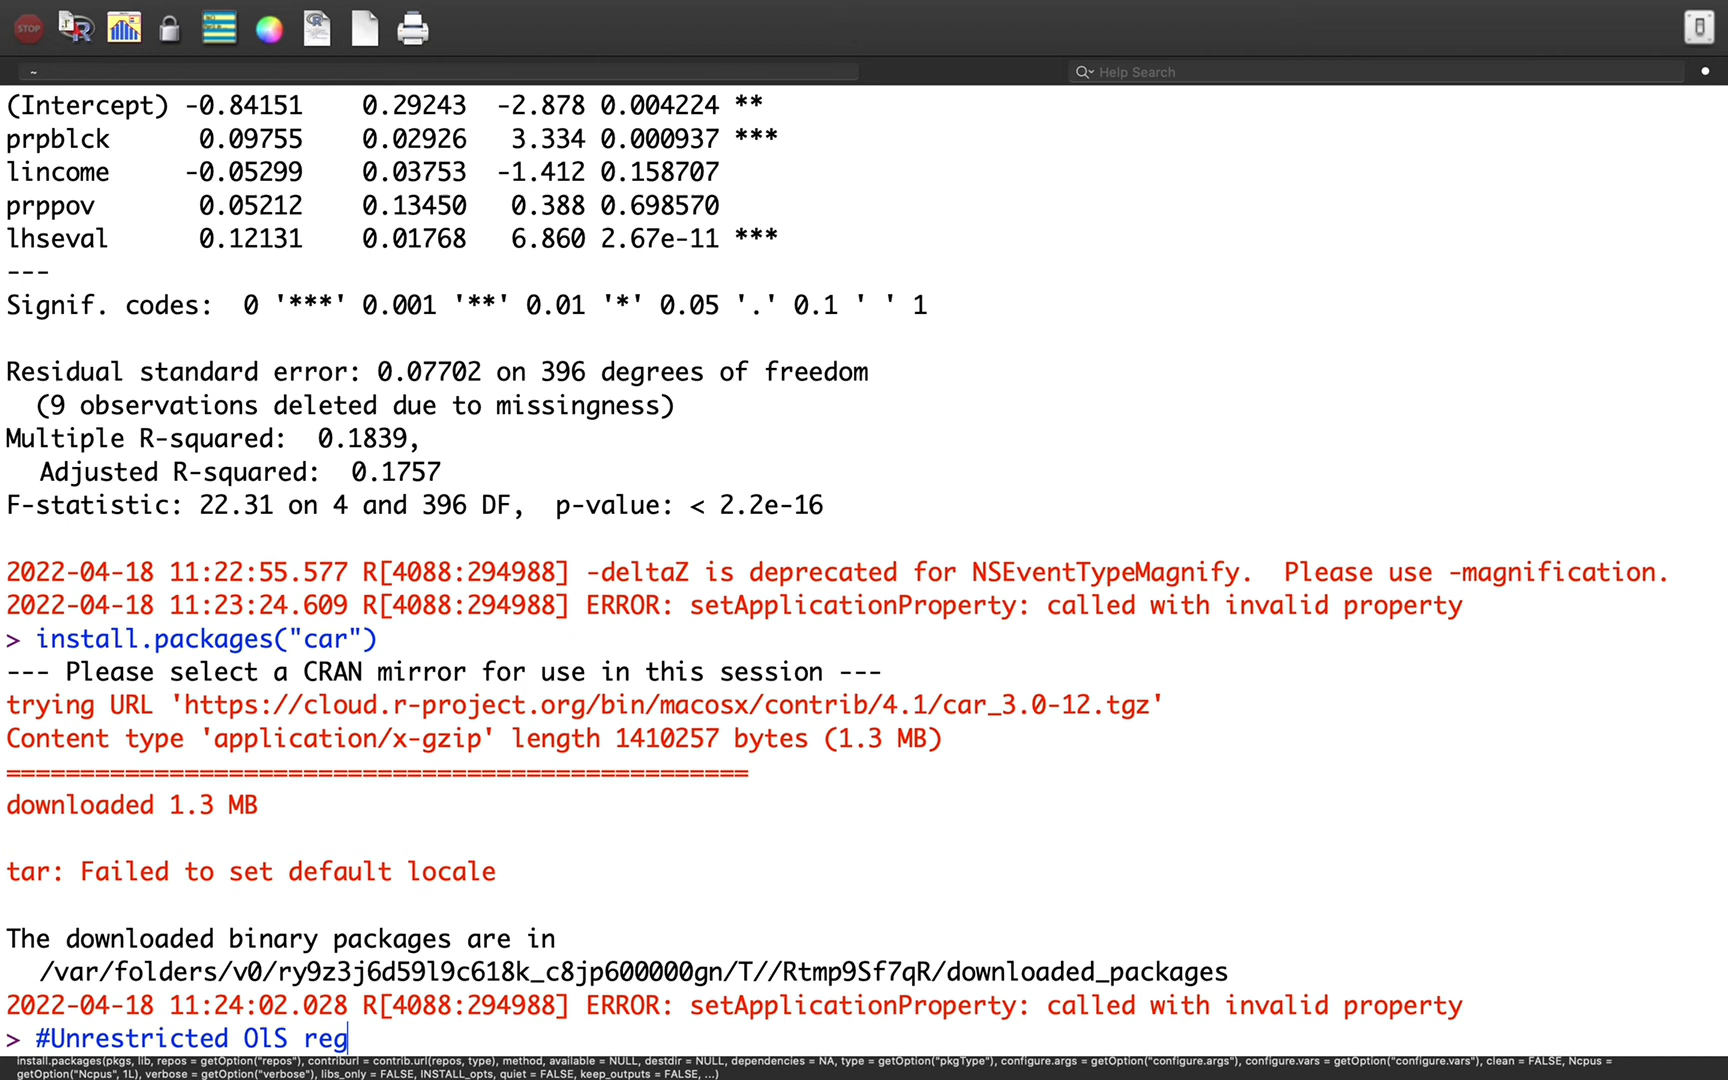 STOP
~
Help Search
(Intercept) -0.84151 0.29243 -2.878 0.004224 **
prpblck 0.09755 0.02926 3.334 0.000937 ***
lincome -0.05299 0.03753 -1.412 0.158707
prppov 0.05212 0.13450 0.388 0.698570
lhseval 0.12131 0.01768 6.860 2.67e-11 ***
---
Signif. codes: 0 '***' 0.001 '**' 0.01 '*' 0.05 '.' 0.1 ' ' 1
Residual standard error: 0.07702 on 396 degrees of freedom
(9 observations deleted due to missingness)
Multiple R-squared: 0.1839,
Adjusted R-squared: 0.1757
F-statistic: 22.31 on 4 and 396 DF, p-value: < 2.2e-16
2022-04-18 11:22:55.577 R[4088:294988] -deltaZ is deprecated for NSEventTypeMagnify. Please use -magnification.
2022-04-18 11:23:24.609 R[4088:294988] ERROR: setApplicationProperty: called with invalid property
> install.packages("car")
--- Please select a CRAN mirror for use in this session ---
trying URL 'https://cloud.r-project.org/bin/macosx/contrib/4.1/car_3.0-12.tgz'
Content type 'application/x-gzip' length 1410257 bytes (1.3 MB)
==================================================
downloaded 1.3 MB
tar: Failed to set default locale
The downloaded binary packages are in
/var/folders/v0/ry9z3j6d59l9c618k_c8jp600000gn/T//Rtmp9Sf7qR/downloaded_packages
2022-04-18 11:24:02.028 R[4088:294988] ERROR: setApplicationProperty: called with invalid property
> #Unrestricted OlS reg
install.packages(pkgs, lib, repos = getOption("repos"), contriburl = contrib.url(repos, type), method, available = NULL, destdir = NULL, dependencies = NA, type = getOption("pkgType"), configure.args = getOption("configure.args"), configure.vars = getOption("configure.vars"), clean = FALSE, Ncpus =
getOption("Ncpus", 1L), verbose = getOption("verbose"), libs_only = FALSE, INSTALL_opts, quiet = FALSE, keep_outputs = FALSE, ...)